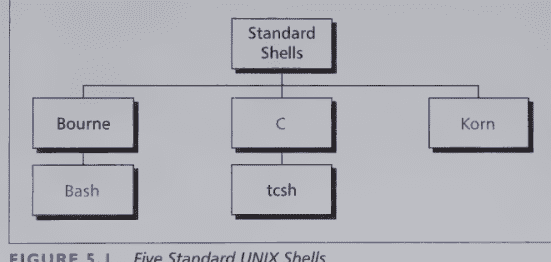 Standard
Shells
Bourne
C
Korn
Bash
tcsh
FIGURE 5.1 Five Standard UNIX Shells